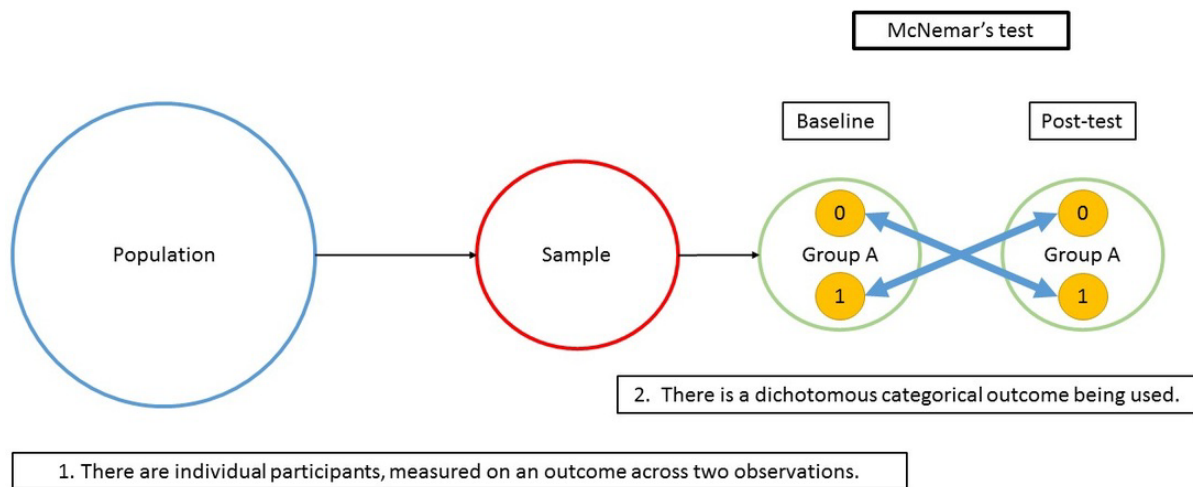 McNemar's test
Baseline
Post-test
0
0
Population
Sample
Group A
Group A
1
1
2. There is a dichotomous categorical outcome being used.
1. There are individual participants, measured on an outcome across two observations.